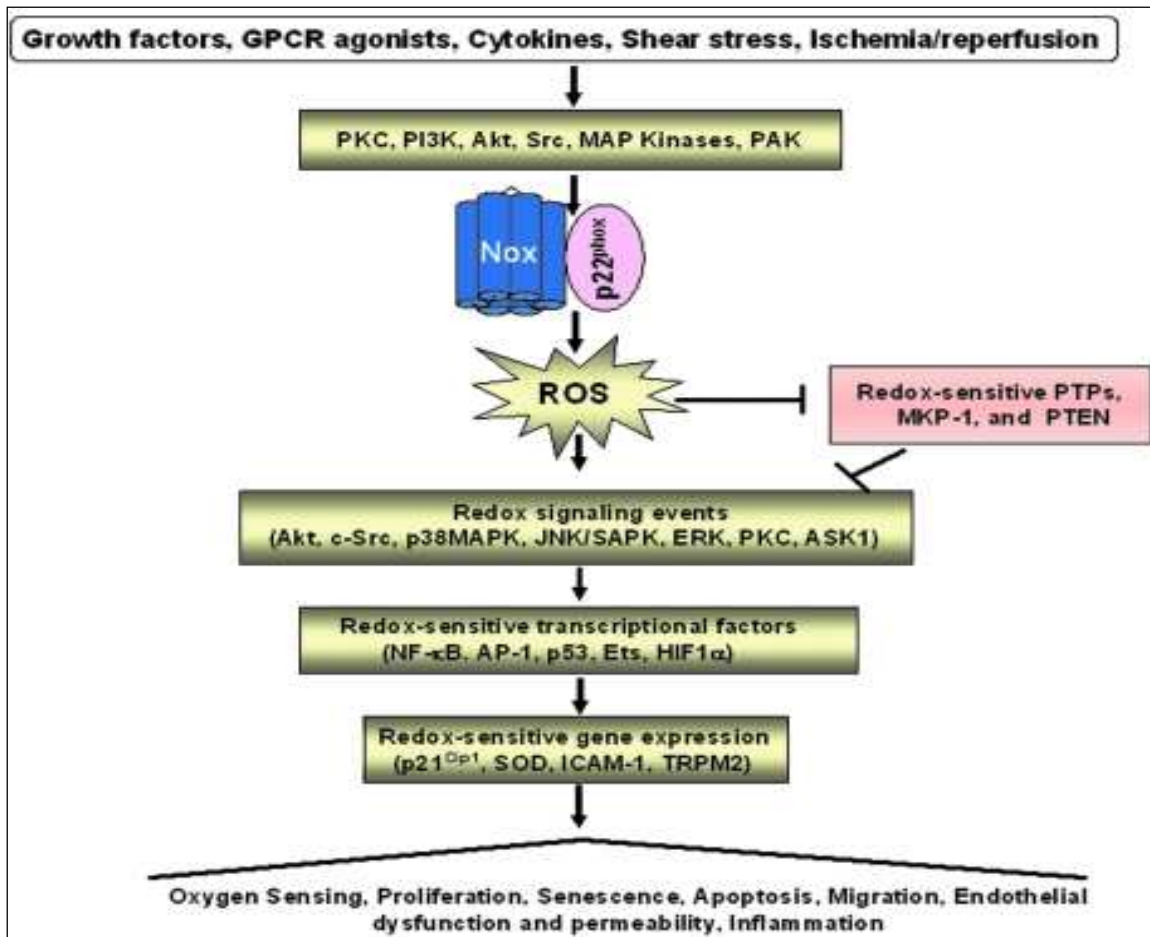 Growth factors, GPCR agonists, Cytokines, Shear stress, Ischemia/reperfusion
PKC, PI3K, Akt, Src, MAP Kinases, PAK
Nox
p22phox
ROS
Redox-sensitive PTPs,
MKP-1, and PTEN
Redox signaling events
(Akt, c-Src, p38MAPK, JNK/SAPK, ERK, PKC, ASK1)
Redox-sensitive transcriptional factors
(NF-κB, AP-1, p53, Ets, HIF1α)
Redox-sensitive gene expression
(p21Cip1, SOD, ICAM-1, TRPM2)
Oxygen Sensing, Proliferation, Senescence, Apoptosis, Migration, Endothelial
dysfunction and permeability, Inflammation